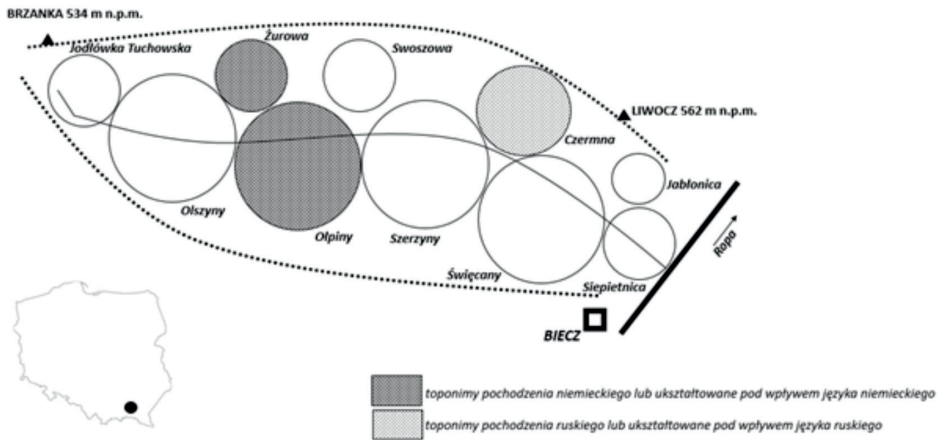 BRZANKA 534 m n.p.m.
Żurowa
Jodłówka Tuchowska
Swoszowa
LIWOCZ 562 m n.p.m.
Czermna
Jabłonica
Olszyny
Ołpiny
Szerzyny
Ropa
Święcany
Siepietnica
BIECZ
toponimy pochodzenia niemieckiego lub ukształtowane pod wpływem języka niemieckiego
toponimy pochodzenia ruskiego lub ukształtowane pod wpływem języka ruskiego